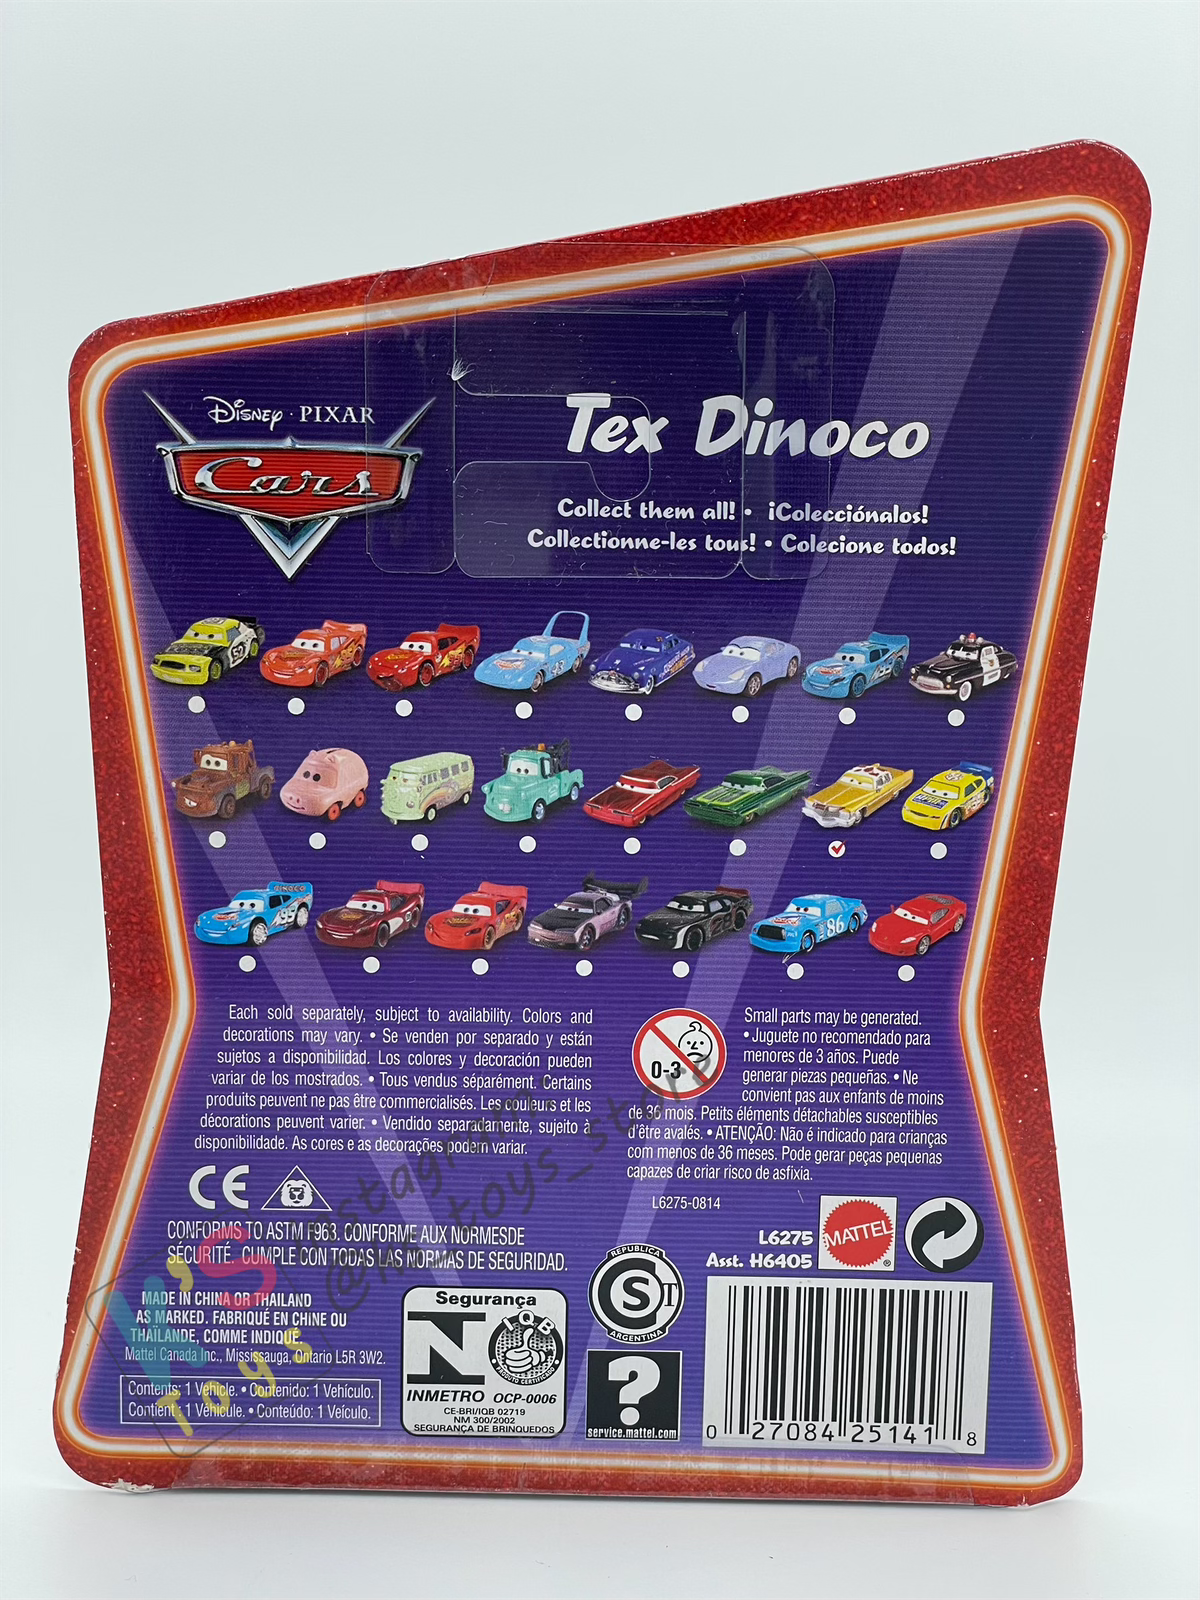 Disney · PIXAR
Cars
Tex Dinoco
Collect them all! • ¡Colecciónalos!
Collectionne-les tous! • Colecione todos!
Each sold separately, subject to availability. Colors and
decorations may vary. • Se venden por separado y están
sujetos a disponibilidad. Los colores y decoración pueden
variar de los mostrados. • Tous vendus séparément. Certains
produits peuvent ne pas être commercialisés. Les couleurs et les
décorations peuvent varier. • Vendido separadamente, sujeito à
disponibilidade. As cores e as decorações podem variar.
0-3
Small parts may be generated.
• Juguete no recomendado para
menores de 3 años. Puede
generar piezas pequeñas. • Ne
convient pas aux enfants de moins
de 36 mois. Petits éléments détachables susceptibles
d'être avalés. • ATENÇÃO: Não é indicado para crianças
com menos de 36 meses. Pode gerar peças pequenas
capazes de criar risco de asfixia.
L6275-0814
CE
CONFORMS TO ASTM F963. CONFORME AUX NORMESDE
SÉCURITÉ. CUMPLE CON TODAS LAS NORMAS DE SEGURIDAD.
L6275
Asst. H6405
MATTEL
®
MADE IN CHINA OR THAILAND
AS MARKED. FABRIQUÉ EN CHINE OU
THAÏLANDE, COMME INDIQUÉ.
Mattel Canada Inc., Mississauga, Ontario L5R 3W2.
Contents: 1 Vehicle. • Contenido: 1 Vehículo.
Contient : 1 Véhicule. • Conteúdo: 1 Veículo.
Segurança
N
IQB
PRODUTO CERTIFICADO
INMETRO OCP-0006
CE-BRI/IQB 02719
NM 300/2002
SEGURANÇA DE BRINQUEDOS
REPUBLICA
CST
ARGENTINA
?
service.mattel.com
0 27084 25141 8
Toys